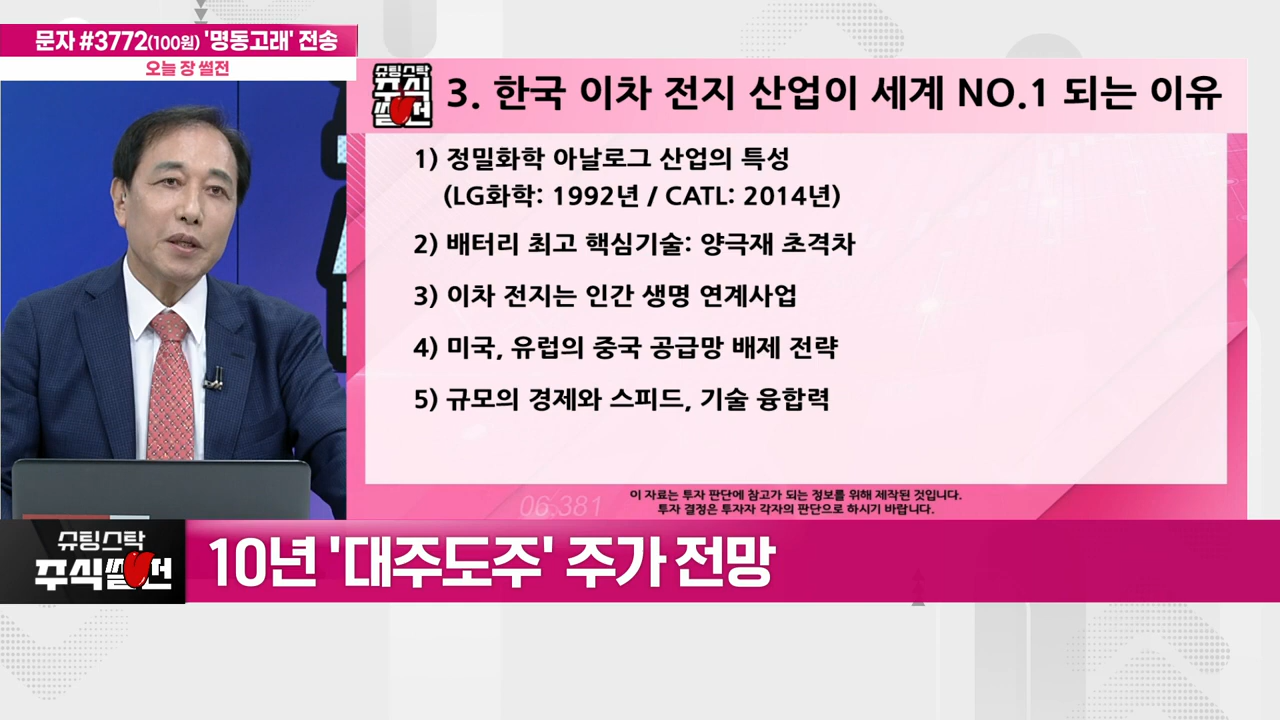 문자 #3772(100원) '명동고래' 전송
오늘 장 썰전
슈팅스탁
주식
썰전
3. 한국 이차 전지 산업이 세계 NO.1 되는 이유
1) 정밀화학 아날로그 산업의 특성
(LG화학: 1992년 / CATL: 2014년)
2) 배터리 최고 핵심기술: 양극재 초격차
3) 이차 전지는 인간 생명 연계사업
4) 미국, 유럽의 중국 공급망 배제 전략
5) 규모의 경제와 스피드, 기술 융합력
06.381
이 자료는 투자 판단에 참고가 되는 정보를 위해 제작된 것입니다.
투자 결정은 투자자 각자의 판단으로 하시기 바랍니다.
슈팅스탁
주식썰전
10년 '대주도주' 주가 전망